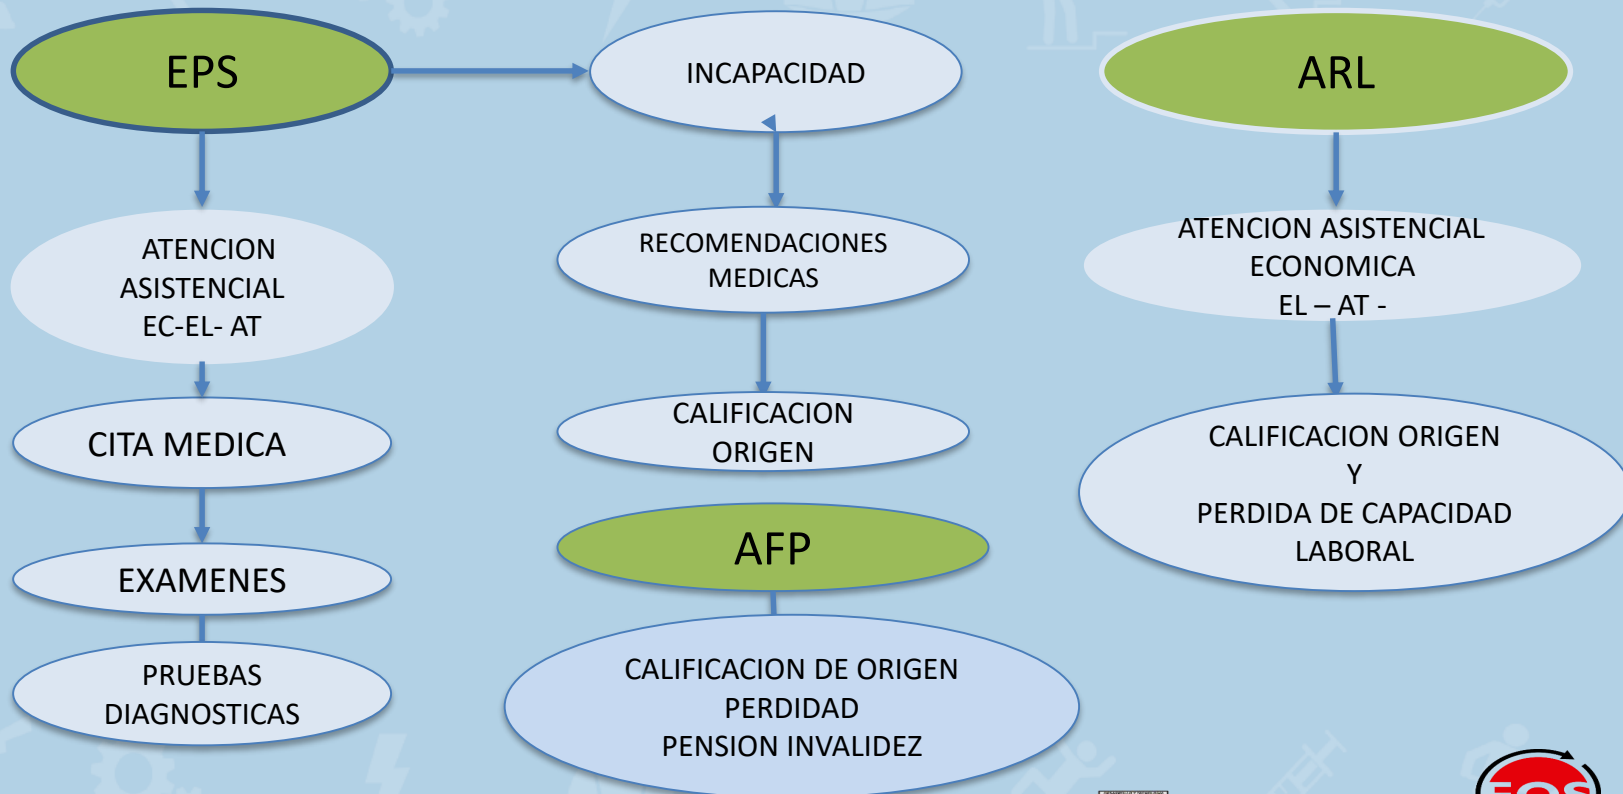 EPS
ATENCION
ASISTENCIAL
EC-EL- AT
CITA MEDICA
EXAMENES
PRUEBAS
DIAGNOSTICAS
INCAPACIDAD
RECOMENDACIONES
MEDICAS
CALIFICACION
ORIGEN
AFP
CALIFICACION DE ORIGEN
PERDIDAD
PENSION INVALIDEZ
ARL
ATENCION ASISTENCIAL
ECONOMICA
EL – AT -
CALIFICACION ORIGEN
Y
PERDIDA DE CAPACIDAD
LABORAL